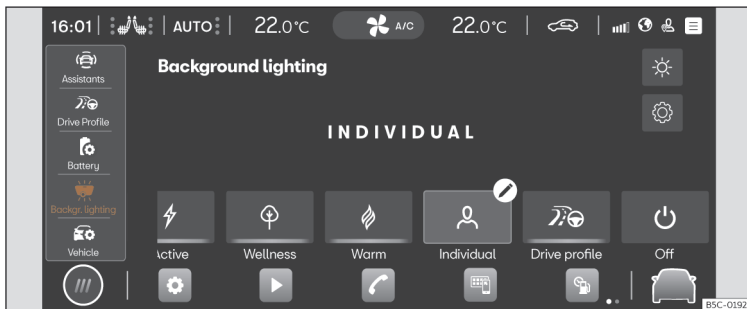 16:01 AUTO 22.0°C A/C 22.0°C
Assistants
Background lighting
Drive Profile
INDIVIDUAL
Battery
Backgr. lighting
Vehicle
Active Wellness Warm Individual Drive profile Off
B5C-0192